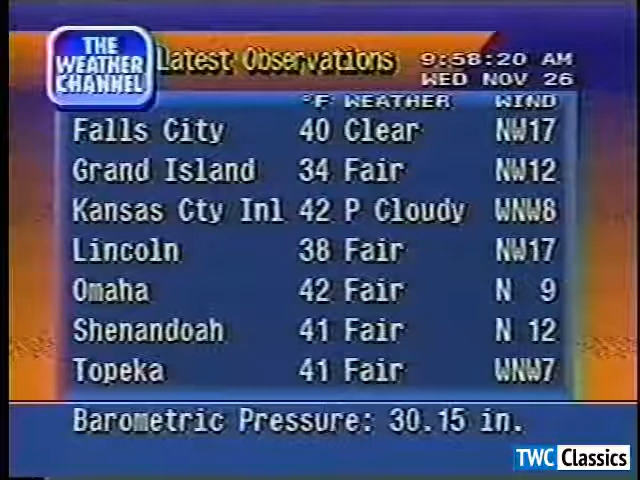 THE
WEATHER
CHANNEL
Latest Observations
9:58:20 AM
WED NOV 26
°F WEATHER WIND
Falls City 40 Clear NW17
Grand Island 34 Fair NW12
Kansas Cty Inl 42 P Cloudy WNW8
Lincoln 38 Fair NW17
Omaha 42 Fair N 9
Shenandoah 41 Fair N 12
Topeka 41 Fair WNW7
Barometric Pressure: 30.15 in.
TWC Classics